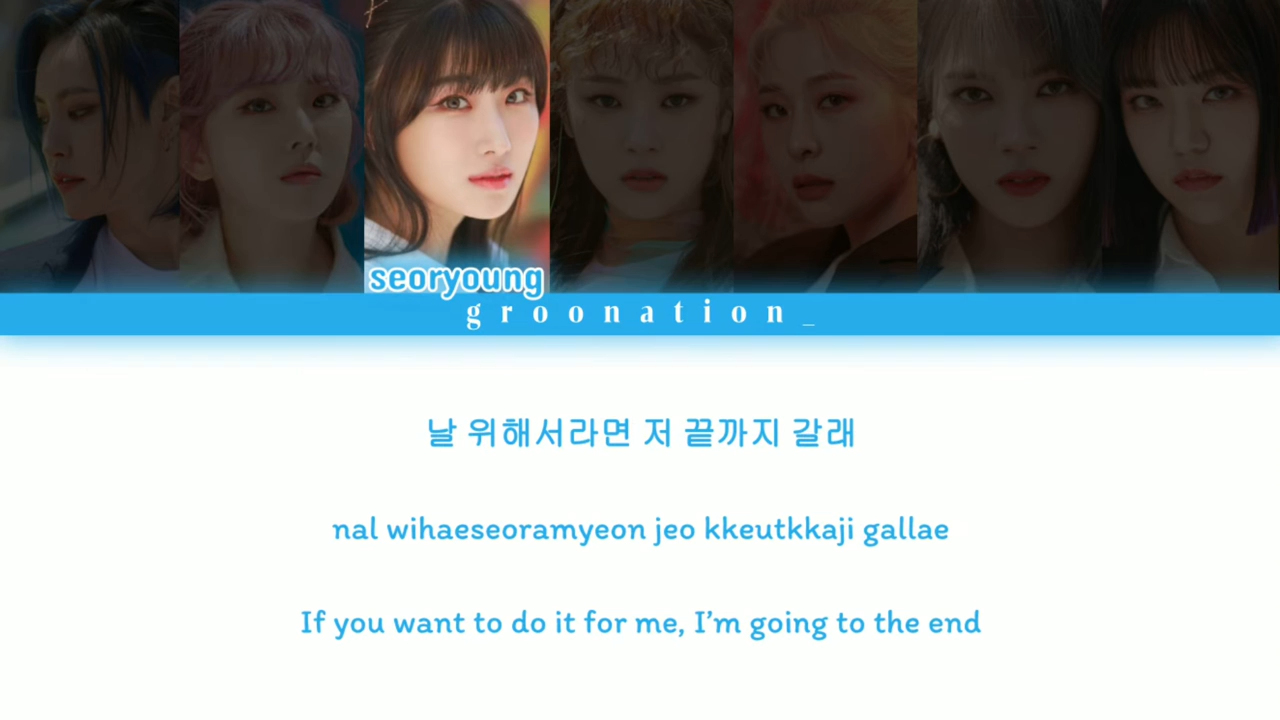 seoryoung
groonation_
날 위해서라면 저 끝까지 갈래
nal wihaeseoramyeon jeo kkeutkkaji gallae
If you want to do it for me, I’m going to the end